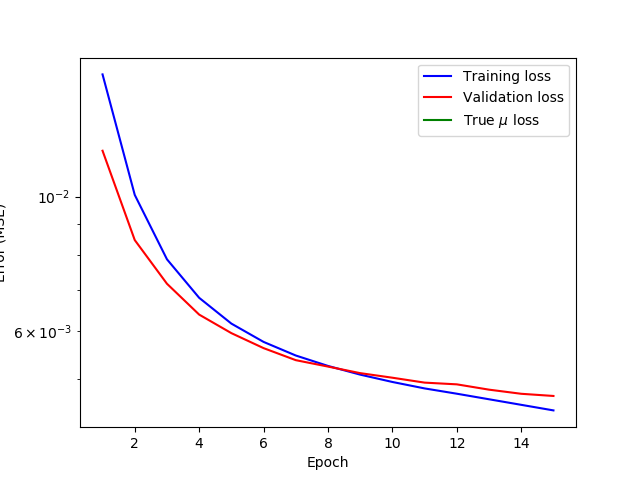 Training loss
Validation loss
True μ loss
10⁻²
6 × 10⁻³
2 4 6 8 10 12 14
Epoch